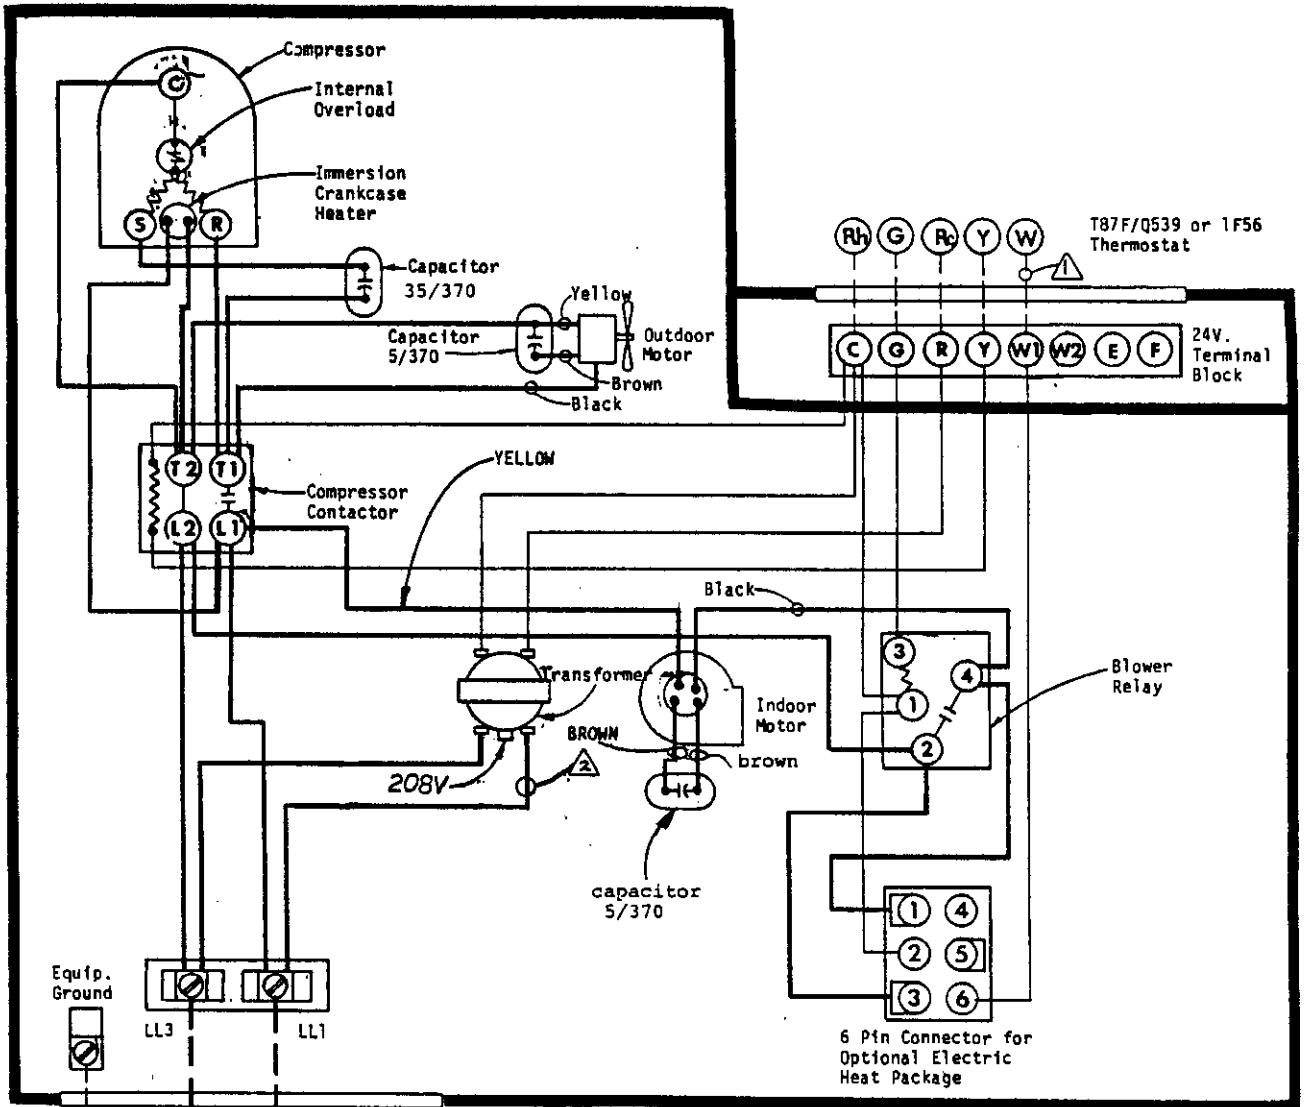 Compressor
C
Internal
Overload
Immersion
Crankcase
Heater
S
R
Capacitor
35/370
Yellow
Capacitor
5/370
Outdoor
Motor
Brown
Black
Rh G Rc Y W
T87F/Q539 or 1F56
Thermostat
1
C G R Y W1 W2 E F
24V.
Terminal
Block
YELLOW
T2 T1
Compressor
Contactor
L2 L1
Black
3
4
1
2
Blower
Relay
Transformer
Indoor
Motor
BROWN
brown
208V
2
capacitor
5/370
1 4
2 5
3 6
6 Pin Connector for
Optional Electric
Heat Package
Equip.
Ground
LL3
LL1